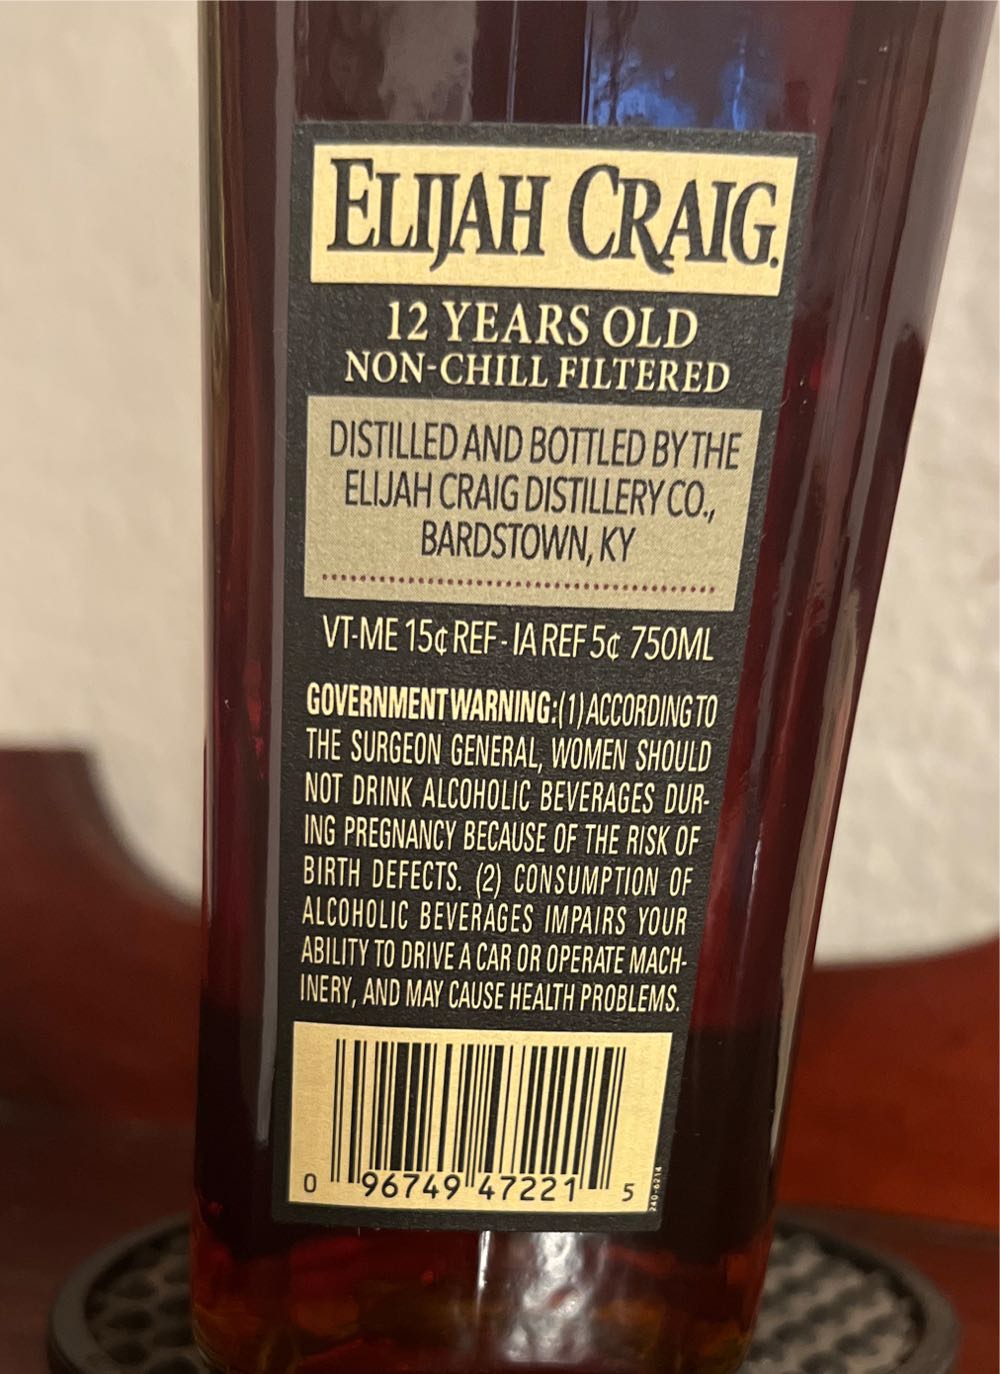 ELIJAH CRAIG.
12 YEARS OLD
NON-CHILL FILTERED
DISTILLED AND BOTTLED BY THE
ELIJAH CRAIG DISTILLERY CO.,
BARDSTOWN, KY
VT-ME 15¢ REF - IA REF 5¢ 750ML
GOVERNMENT WARNING: (1) ACCORDING TO
THE SURGEON GENERAL, WOMEN SHOULD
NOT DRINK ALCOHOLIC BEVERAGES DUR-
ING PREGNANCY BECAUSE OF THE RISK OF
BIRTH DEFECTS. (2) CONSUMPTION OF
ALCOHOLIC BEVERAGES IMPAIRS YOUR
ABILITY TO DRIVE A CAR OR OPERATE MACH-
INERY, AND MAY CAUSE HEALTH PROBLEMS.
0 96749 47221 5
240-6214